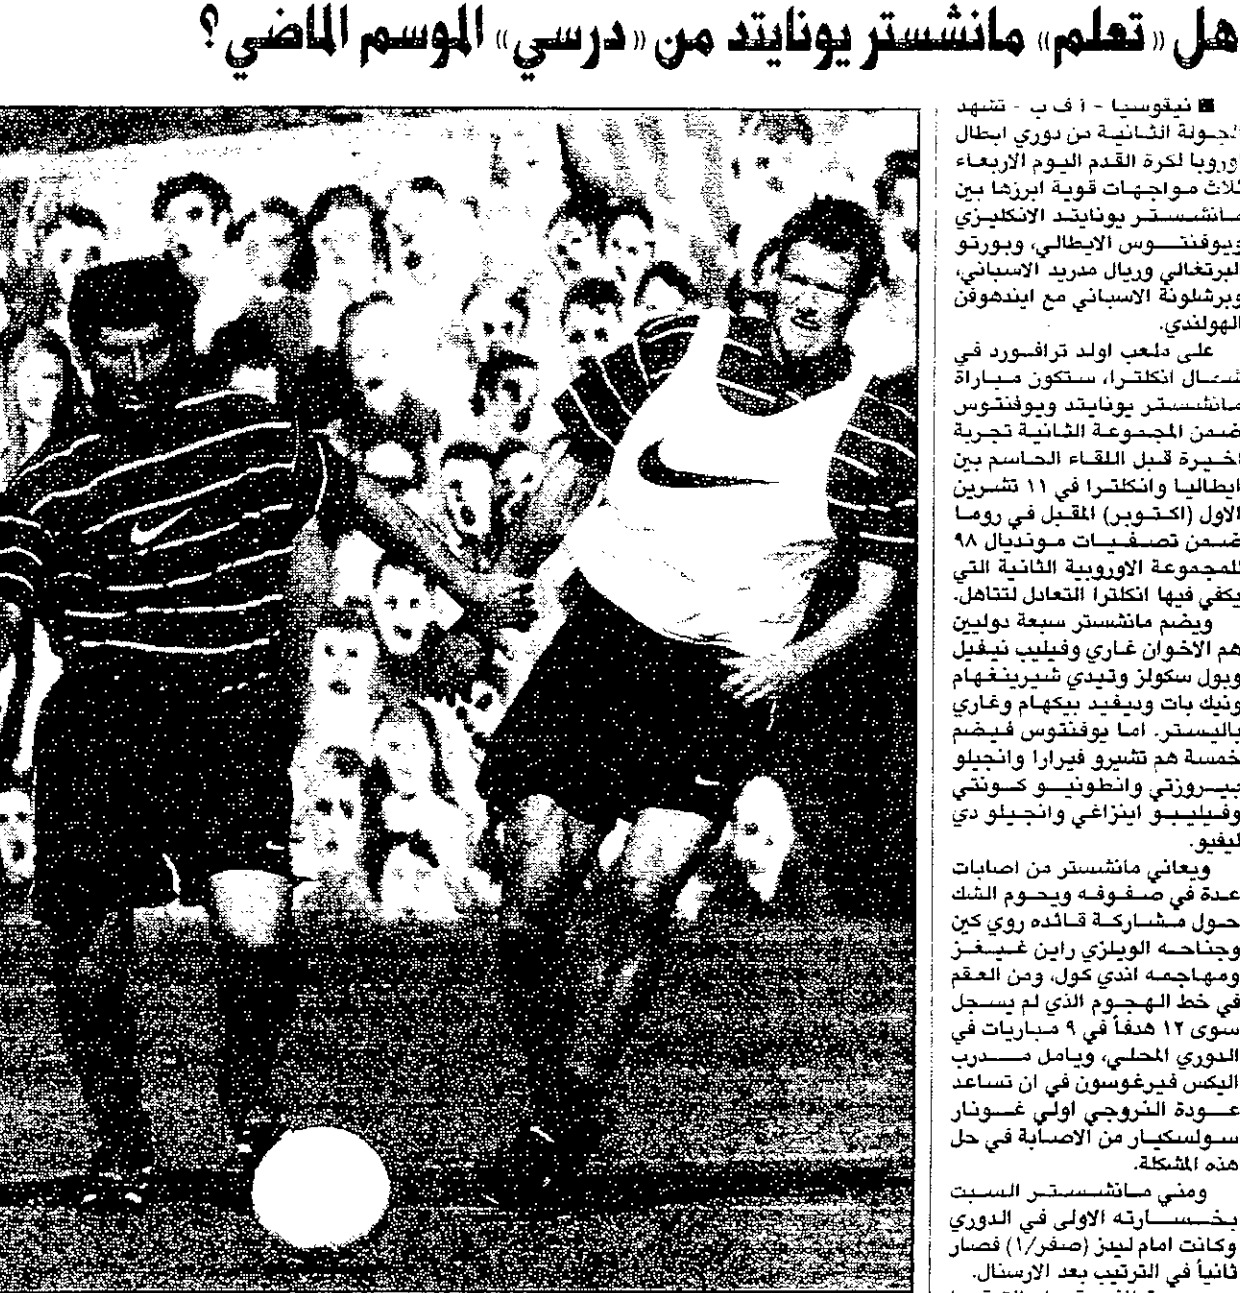 هل «تعلم» مانشستر يونايتد من «درسي» الموسم الماضي؟
نيقوسيا - أ ف ب - تشهد
الجولة الثانية من دوري ابطال
اوروبا لكرة القدم اليوم الاربعاء
ثلاث مواجهات قوية ابرزها بين
مانشستر يونايتد الانكليزي
ويوفنتوس الايطالي، وبورتو
البرتغالي وريال مدريد الاسباني،
وبرشلونة الاسباني مع ايندهوفن
الهولندي.
على ملعب اولد ترافورد في
شمال انكلترا، ستكون مباراة
مانشستر يونايتد ويوفنتوس
ضمن المجموعة الثانية تجربة
اخيرة قبل اللقاء الحاسم بين
ايطاليا وانكلترا في ١١ تشرين
الاول (اكتوبر) المقبل في روما
ضمن تصفيات مونديال ٩٨
للمجموعة الاوروبية الثانية التي
يكفي فيها انكلترا التعادل لتتاهل.
ويضم مانشستر سبعة دوليين
هم الاخوان غاري وفيليب نيفيل
وبول سكولز وتيدي شيرينغهام
ونيك بات وديفيد بيكهام وغاري
باليستر. اما يوفنتوس فيضم
خمسة هم تشيرو فيرارا وانجيلو
بيروزتي وانطونيو كونتي
وفيليبو اينزاغي وانجيلو دي
ليفيو.
ويعاني مانشستر من اصابات
عدة في صفوفه ويحوم الشك
حول مشاركة قائده روي كين
وجناحه الويلزي راين غيغز
ومهاجمه اندي كول، ومن العقم
في خط الهجوم الذي لم يسجل
سوى ١٢ هدفاً في ٩ مباريات في
الدوري المحلي، ويامل مدرب
اليكس فيرغوسون في ان تساعد
عودة النروجي اولي غونار
سولسكيار من الاصابة في حل
هذه المشكلة.
ومني مانشستر السبت
بخسارته الاولى في الدوري
وكانت امام ليدز (صفر/١) فصار
ثانياً في الترتيب بعد الارسنال.